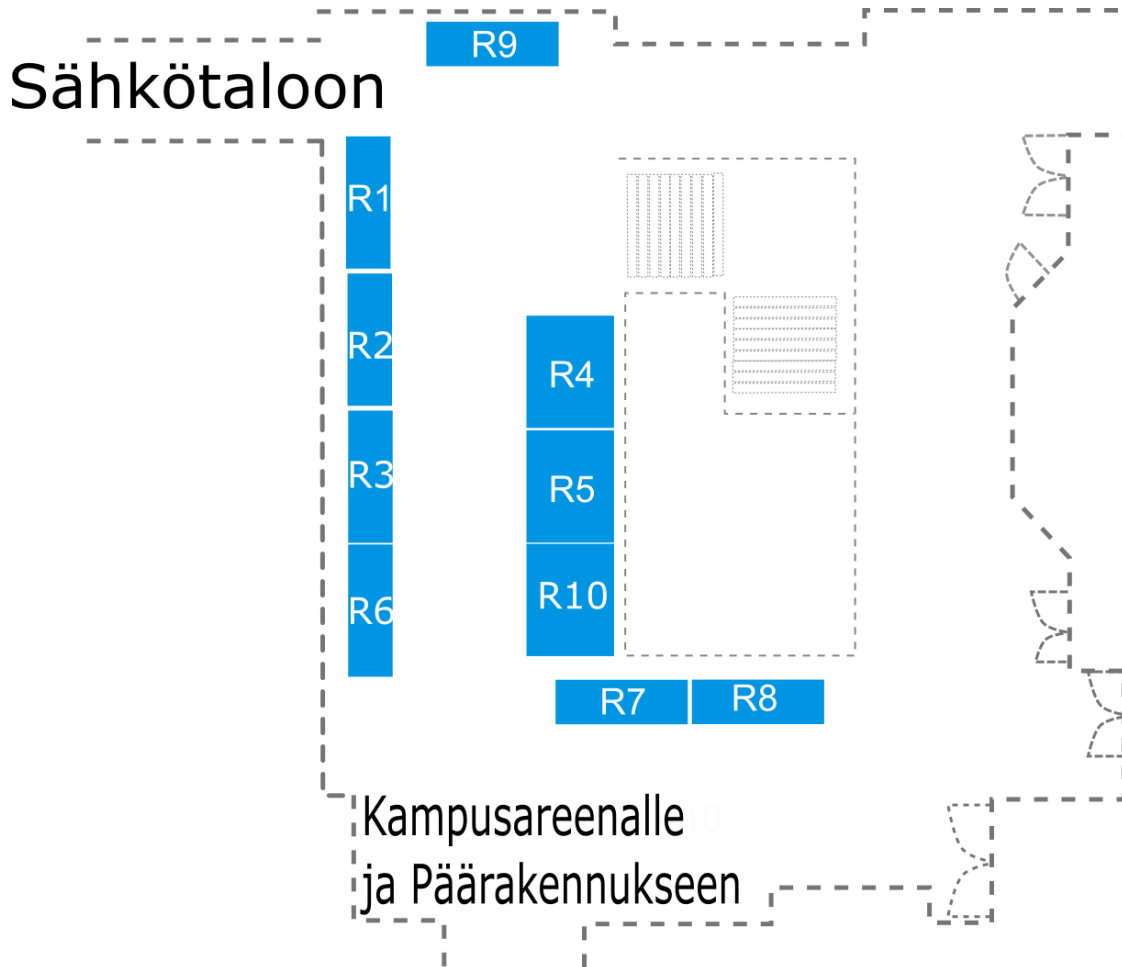 R9
Sähkötaloon
R1
R2
R4
R3
R5
R10
R6
R7
R8
Kampusareenalle
ja Päärakennukseen